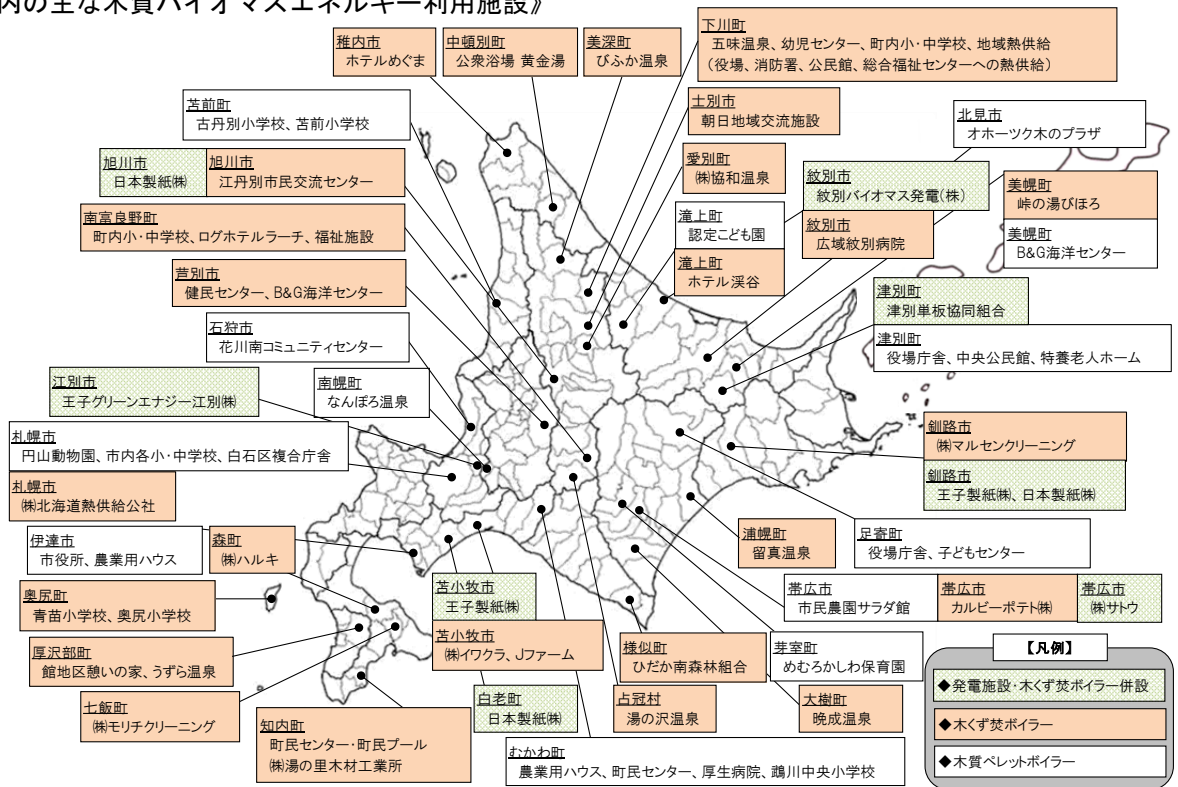 内の主な木質バイオマスエネルギー利用施設》
稚内市
ホテルめぐま
中頓別町
公衆浴場 黄金湯
美深町
びふか温泉
下川町
五味温泉、幼児センター、町内小・中学校、地域熱供給
（役場、消防署、公民館、総合福祉センターへの熱供給）
苫前町
古丹別小学校、苫前小学校
士別市
朝日地域交流施設
北見市
オホーツク木のプラザ
旭川市
日本製紙㈱
旭川市
江丹別市民交流センター
愛別町
㈱協和温泉
紋別市
紋別バイオマス発電(株)
美幌町
峠の湯びほろ
南富良野町
町内小・中学校、ログホテルラーチ、福祉施設
滝上町
認定こども園
紋別市
広域紋別病院
美幌町
B&G海洋センター
滝上町
ホテル渓谷
芦別市
健民センター、B&G海洋センター
津別町
津別単板協同組合
石狩市
花川南コミュニティセンター
津別町
役場庁舎、中央公民館、特養老人ホーム
江別市
王子グリーンエナジー江別㈱
南幌町
なんぽろ温泉
釧路市
㈱マルセンクリーニング
札幌市
円山動物園、市内各小・中学校、白石区複合庁舎
釧路市
王子製紙㈱、日本製紙㈱
札幌市
㈱北海道熱供給公社
伊達市
市役所、農業用ハウス
森町
㈱ハルキ
浦幌町
留真温泉
足寄町
役場庁舎、子どもセンター
奥尻町
青苗小学校、奥尻小学校
苫小牧市
王子製紙㈱
帯広市
市民農園サラダ館
帯広市
カルビーポテト㈱
帯広市
㈱サトウ
苫小牧市
㈱イワクラ、Jファーム
様似町
ひだか南森林組合
芽室町
めむろかしわ保育園
厚沢部町
館地区憩いの家、うずら温泉
白老町
日本製紙㈱
占冠村
湯の沢温泉
大樹町
晩成温泉
七飯町
㈱モリチクリーニング
知内町
町民センター・町民プール
㈱湯の里木材工業所
むかわ町
農業用ハウス、町民センター、厚生病院、鵡川中央小学校
【凡例】
◆発電施設・木くず焚ボイラー併設
◆木くず焚ボイラー
◆木質ペレットボイラー